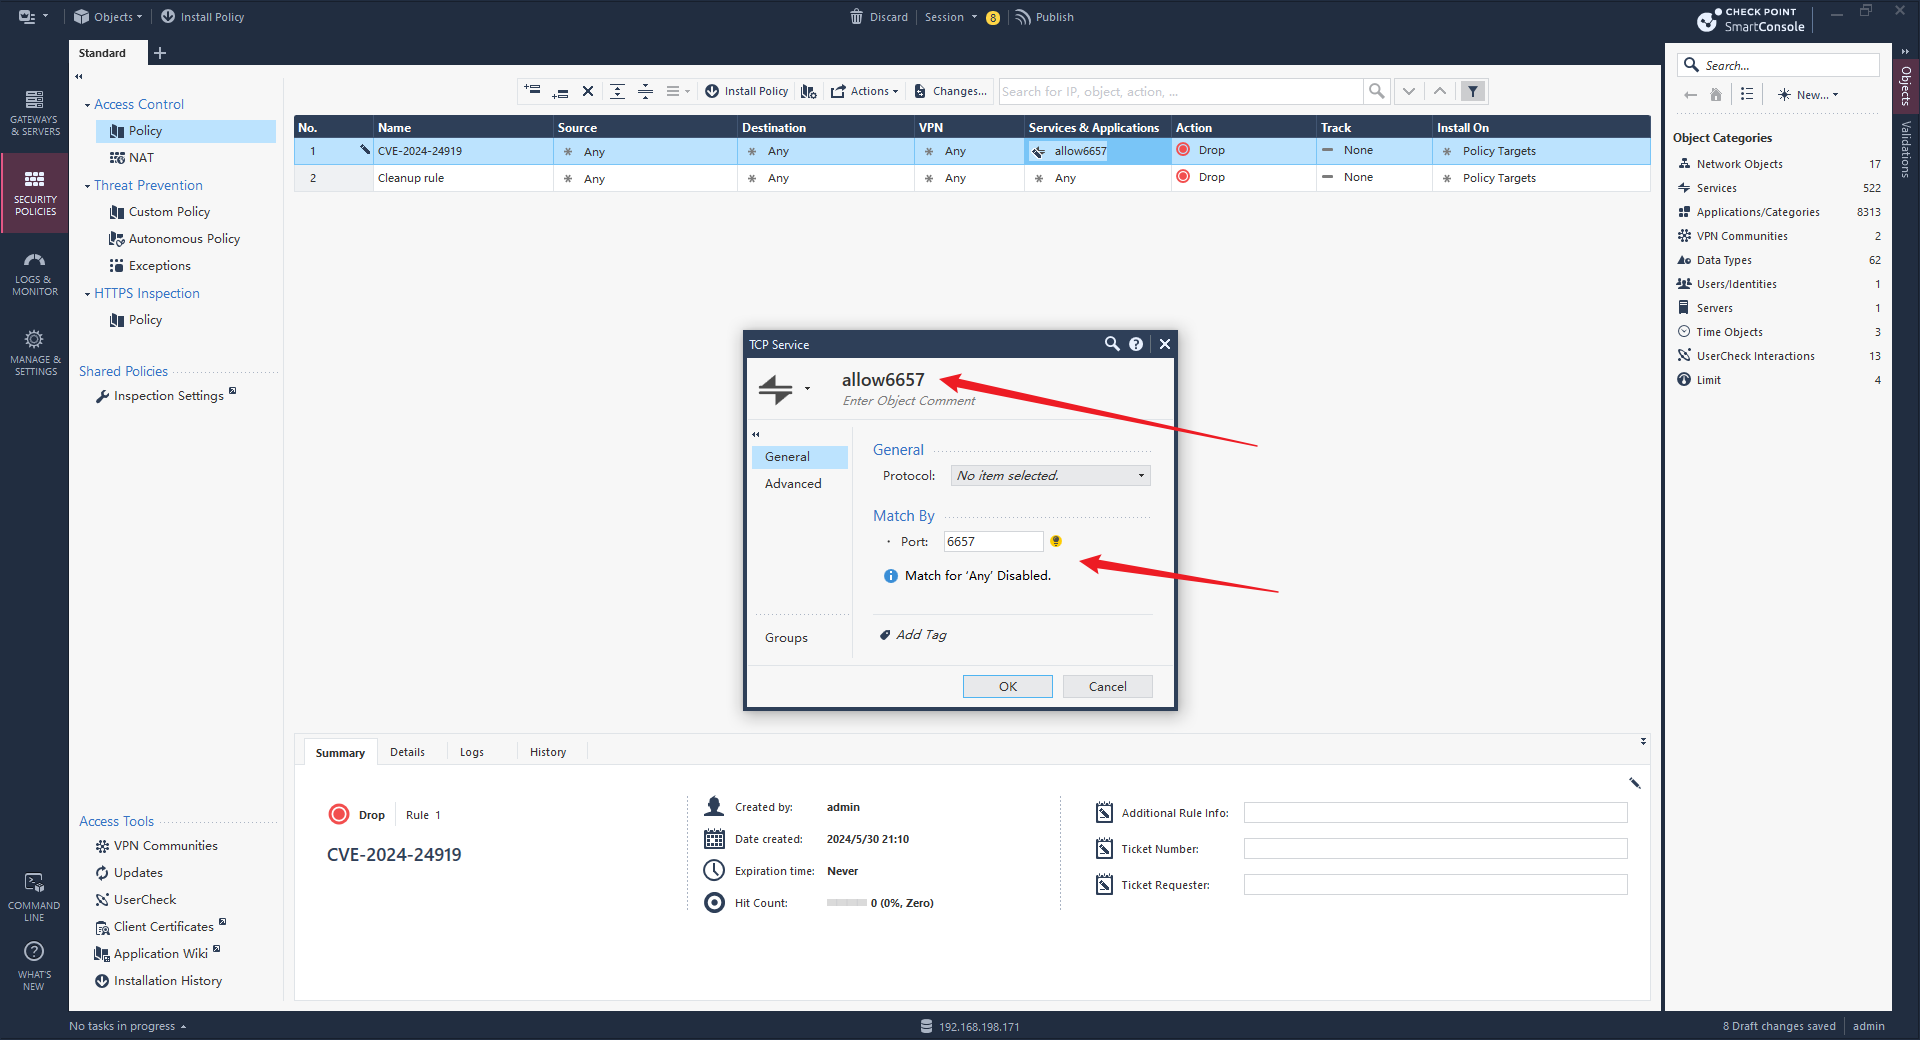 Objects
Install Policy
Discard
Session
8
Publish
CHECK POINT
SmartConsole
Standard
Access Control
Policy
NAT
Threat Prevention
Custom Policy
Autonomous Policy
Exceptions
HTTPS Inspection
Policy
Shared Policies
Inspection Settings
Access Tools
VPN Communities
Updates
UserCheck
Client Certificates
Application Wiki
Installation History
GATEWAYS
& SERVERS
SECURITY
POLICIES
LOGS &
MONITOR
MANAGE &
SETTINGS
COMMAND
LINE
WHAT'S
NEW
Install Policy
Actions
Changes...
Search for IP, object, action, ...
No. Name Source Destination VPN Services & Applications Action Track Install On
1 CVE-2024-24919 Any Any Any allow6657 Drop None Policy Targets
2 Cleanup rule Any Any Any Any Drop None Policy Targets
TCP Service
allow6657
Enter Object Comment
General
Advanced
Groups
General
Protocol: No item selected.
Match By
Port: 6657
Match for 'Any' Disabled.
Add Tag
OK Cancel
Summary Details Logs History
Drop Rule 1
CVE-2024-24919
Created by: admin
Date created: 2024/5/30 21:10
Expiration time: Never
Hit Count: 0 (0%, Zero)
Additional Rule Info:
Ticket Number:
Ticket Requester:
Search...
New...
Object Categories
Network Objects 17
Services 522
Applications/Categories 8313
VPN Communities 2
Data Types 62
Users/Identities 1
Servers 1
Time Objects 3
UserCheck Interactions 13
Limit 4
Objects
Validations
No tasks in progress
192.168.198.171
8 Draft changes saved
admin